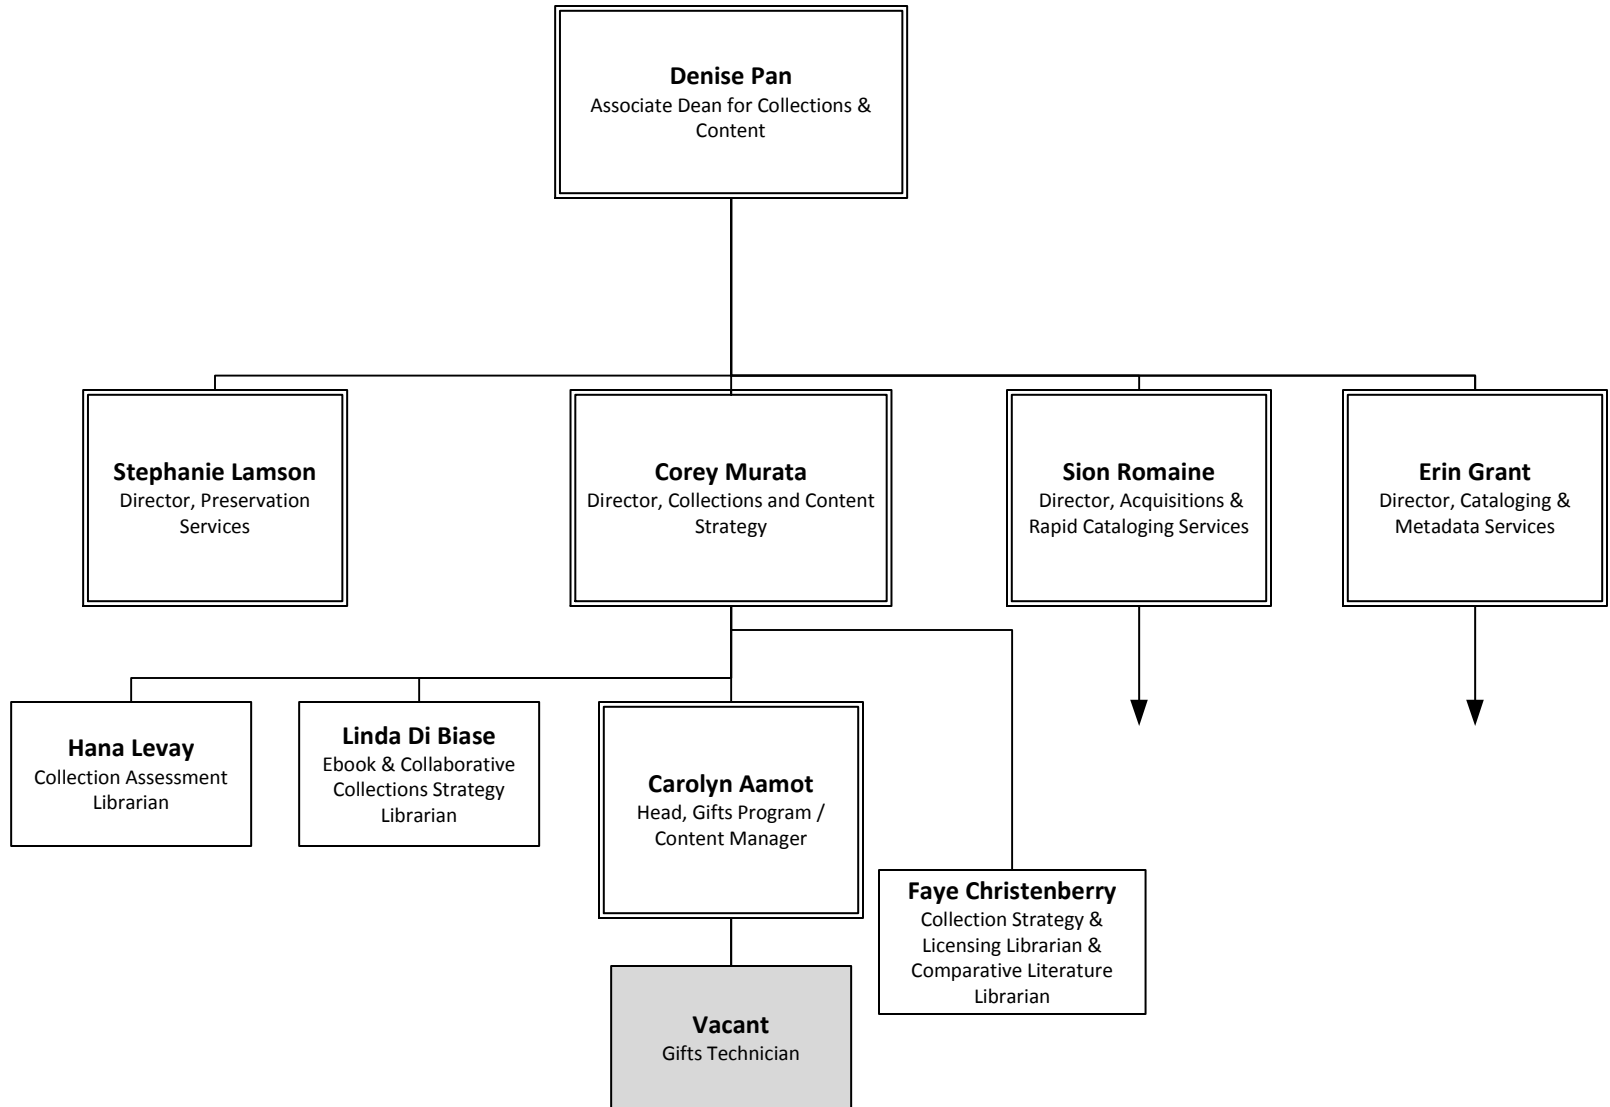 Denise Pan
Associate Dean for Collections &
Content
Stephanie Lamson
Director, Preservation
Services
Corey Murata
Director, Collections and Content
Strategy
Sion Romaine
Director, Acquisitions &
Rapid Cataloging Services
Erin Grant
Director, Cataloging &
Metadata Services
Hana Levay
Collection Assessment
Librarian
Linda Di Biase
Ebook & Collaborative
Collections Strategy
Librarian
Carolyn Aamot
Head, Gifts Program /
Content Manager
Faye Christenberry
Collection Strategy &
Licensing Librarian &
Comparative Literature
Librarian
Vacant
Gifts Technician